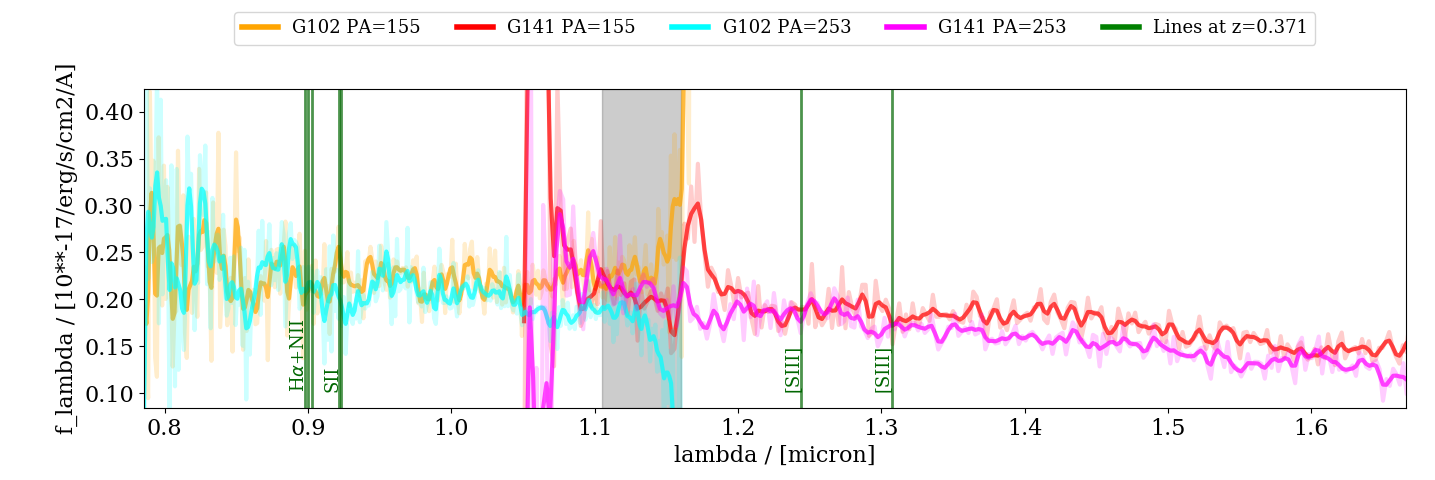 G102 PA=155 G141 PA=155 G102 PA=253 G141 PA=253 Lines at z=0.371
f_lambda / [10**-17/erg/s/cm2/A]
0.40
0.35
0.30
0.25
0.20
0.15
0.10
Hα+NII
SII
[SIII]
[SIII]
0.8 0.9 1.0 1.1 1.2 1.3 1.4 1.5 1.6
lambda / [micron]